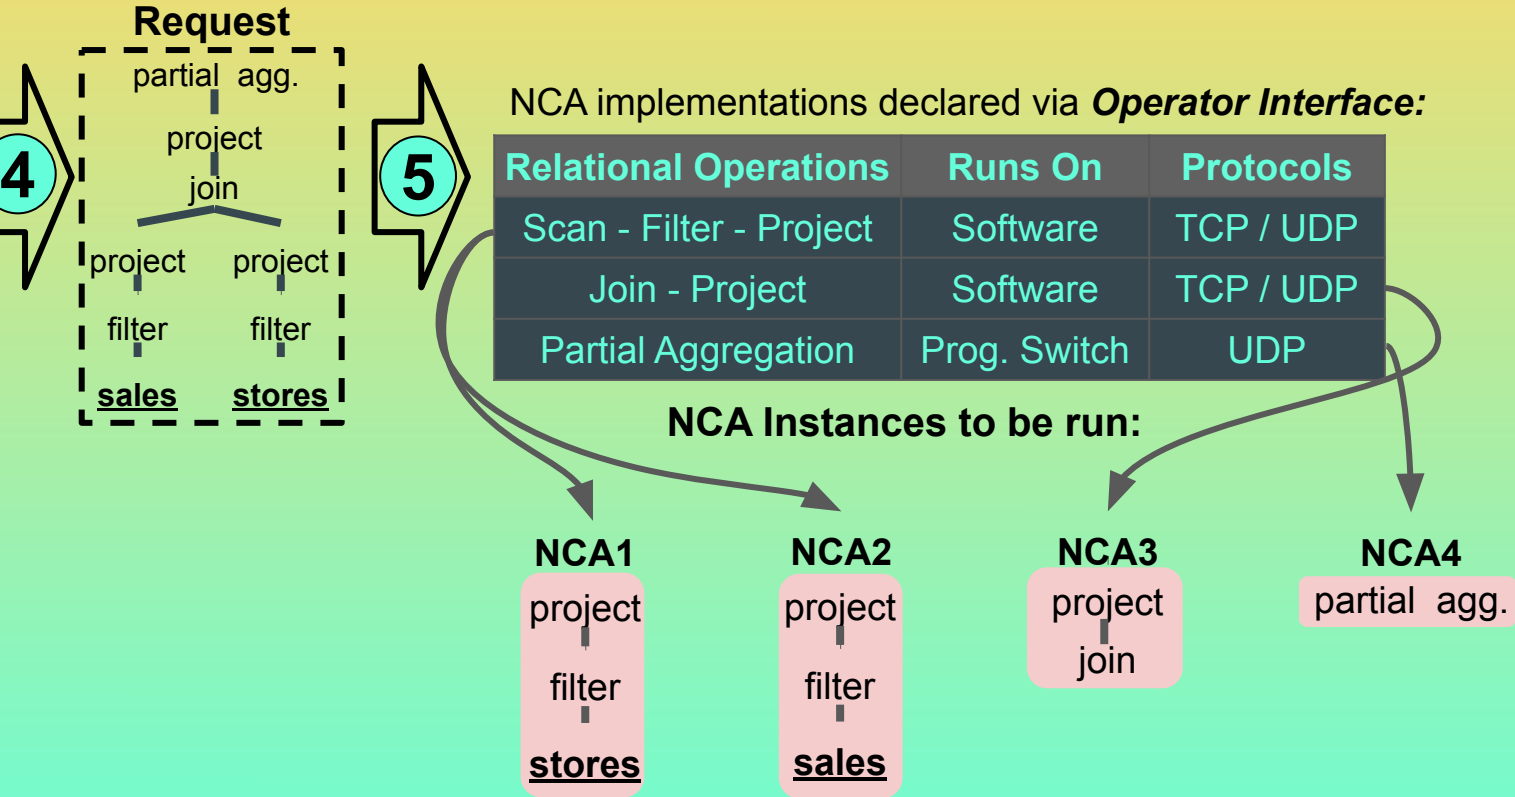 Request
partial agg.
project
join
project project
filter filter
sales stores
4
5
NCA implementations declared via Operator Interface:
Relational Operations Runs On Protocols
Scan - Filter - Project Software TCP / UDP
Join - Project Software TCP / UDP
Partial Aggregation Prog. Switch UDP
NCA Instances to be run:
NCA1
project
filter
stores
NCA2
project
filter
sales
NCA3
project
join
NCA4
partial agg.